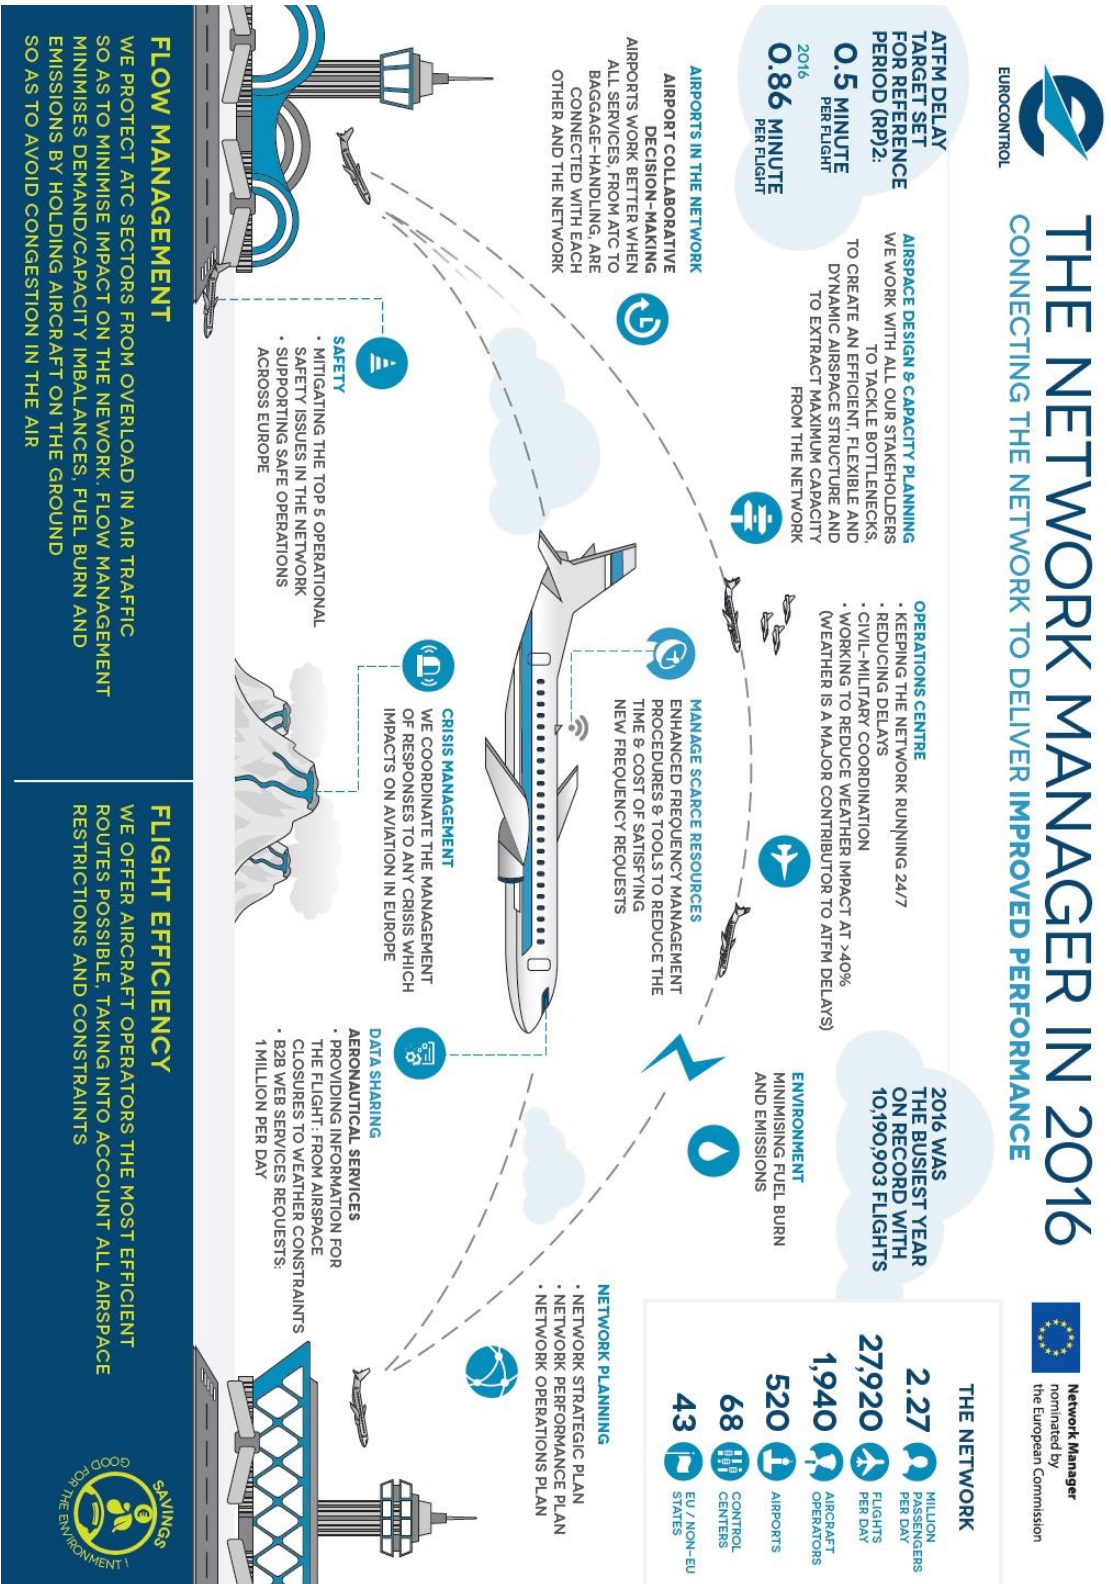 EUROCONTROL
THE NETWORK MANAGER IN 2016
CONNECTING THE NETWORK TO DELIVER IMPROVED PERFORMANCE
Network Manager
nominated by
the European Commission
ATFM DELAY
TARGET SET
FOR REFERENCE
PERIOD (RP)2:
0.5 MINUTE
PER FLIGHT
2016
0.86 MINUTE
PER FLIGHT
AIRSPACE DESIGN & CAPACITY PLANNING
WE WORK WITH ALL OUR STAKEHOLDERS
TO TACKLE BOTTLENECKS,
TO CREATE AN EFFICIENT, FLEXIBLE AND
DYNAMIC AIRSPACE STRUCTURE AND
TO EXTRACT MAXIMUM CAPACITY
FROM THE NETWORK
OPERATIONS CENTRE
• KEEPING THE NETWORK RUNNING 24/7
• REDUCING DELAYS
• CIVIL-MILITARY COORDINATION
• WORKING TO REDUCE WEATHER IMPACT AT >40%
(WEATHER IS A MAJOR CONTRIBUTOR TO ATFM DELAYS)
2016 WAS
THE BUSIEST YEAR
ON RECORD WITH
10,190,903 FLIGHTS
THE NETWORK
2.27 MILLION
PASSENGERS
PER DAY
27,920 FLIGHTS
PER DAY
1,940 AIRCRAFT
OPERATORS
520 AIRPORTS
68 CONTROL
CENTERS
43 EU / NON-EU
STATES
ENVIRONMENT
MINIMISING FUEL BURN
AND EMISSIONS
AIRPORTS IN THE NETWORK
AIRPORT COLLABORATIVE
DECISION-MAKING
AIRPORTS WORK BETTER WHEN
ALL SERVICES, FROM ATC TO
BAGGAGE-HANDLING, ARE
CONNECTED WITH EACH
OTHER AND THE NETWORK
MANAGE SCARCE RESOURCES
ENHANCED FREQUENCY MANAGEMENT
PROCEDURES & TOOLS TO REDUCE THE
TIME & COST OF SATISFYING
NEW FREQUENCY REQUESTS
NETWORK PLANNING
• NETWORK STRATEGIC PLAN
• NETWORK PERFORMANCE PLAN
• NETWORK OPERATIONS PLAN
SAFETY
• MITIGATING THE TOP 5 OPERATIONAL
SAFETY ISSUES IN THE NETWORK
• SUPPORTING SAFE OPERATIONS
ACROSS EUROPE
CRISIS MANAGEMENT
WE COORDINATE THE MANAGEMENT
OF RESPONSES TO ANY CRISIS WHICH
IMPACTS ON AVIATION IN EUROPE
DATA SHARING
AERONAUTICAL SERVICES
• PROVIDING INFORMATION FOR
THE FLIGHT: FROM AIRSPACE
CLOSURES TO WEATHER CONSTRAINTS
• B2B WEB SERVICES REQUESTS:
1 MILLION PER DAY
FLOW MANAGEMENT
WE PROTECT ATC SECTORS FROM OVERLOAD IN AIR TRAFFIC
SO AS TO MINIMISE IMPACT ON THE NEWORK. FLOW MANAGEMENT
MINIMISES DEMAND/CAPACITY IMBALANCES, FUEL BURN AND
EMISSIONS BY HOLDING AIRCRAFT ON THE GROUND
SO AS TO AVOID CONGESTION IN THE AIR
FLIGHT EFFICIENCY
WE OFFER AIRCRAFT OPERATORS THE MOST EFFICIENT
ROUTES POSSIBLE, TAKING INTO ACCOUNT ALL AIRSPACE
RESTRICTIONS AND CONSTRAINTS
SAVINGS
GOOD FOR THE ENVIRONMENT !